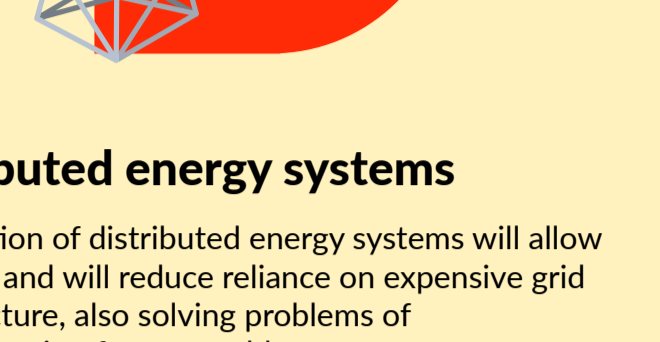 buted energy systems
tion of distributed energy systems will allow
and will reduce reliance on expensive grid
cture, also solving problems of